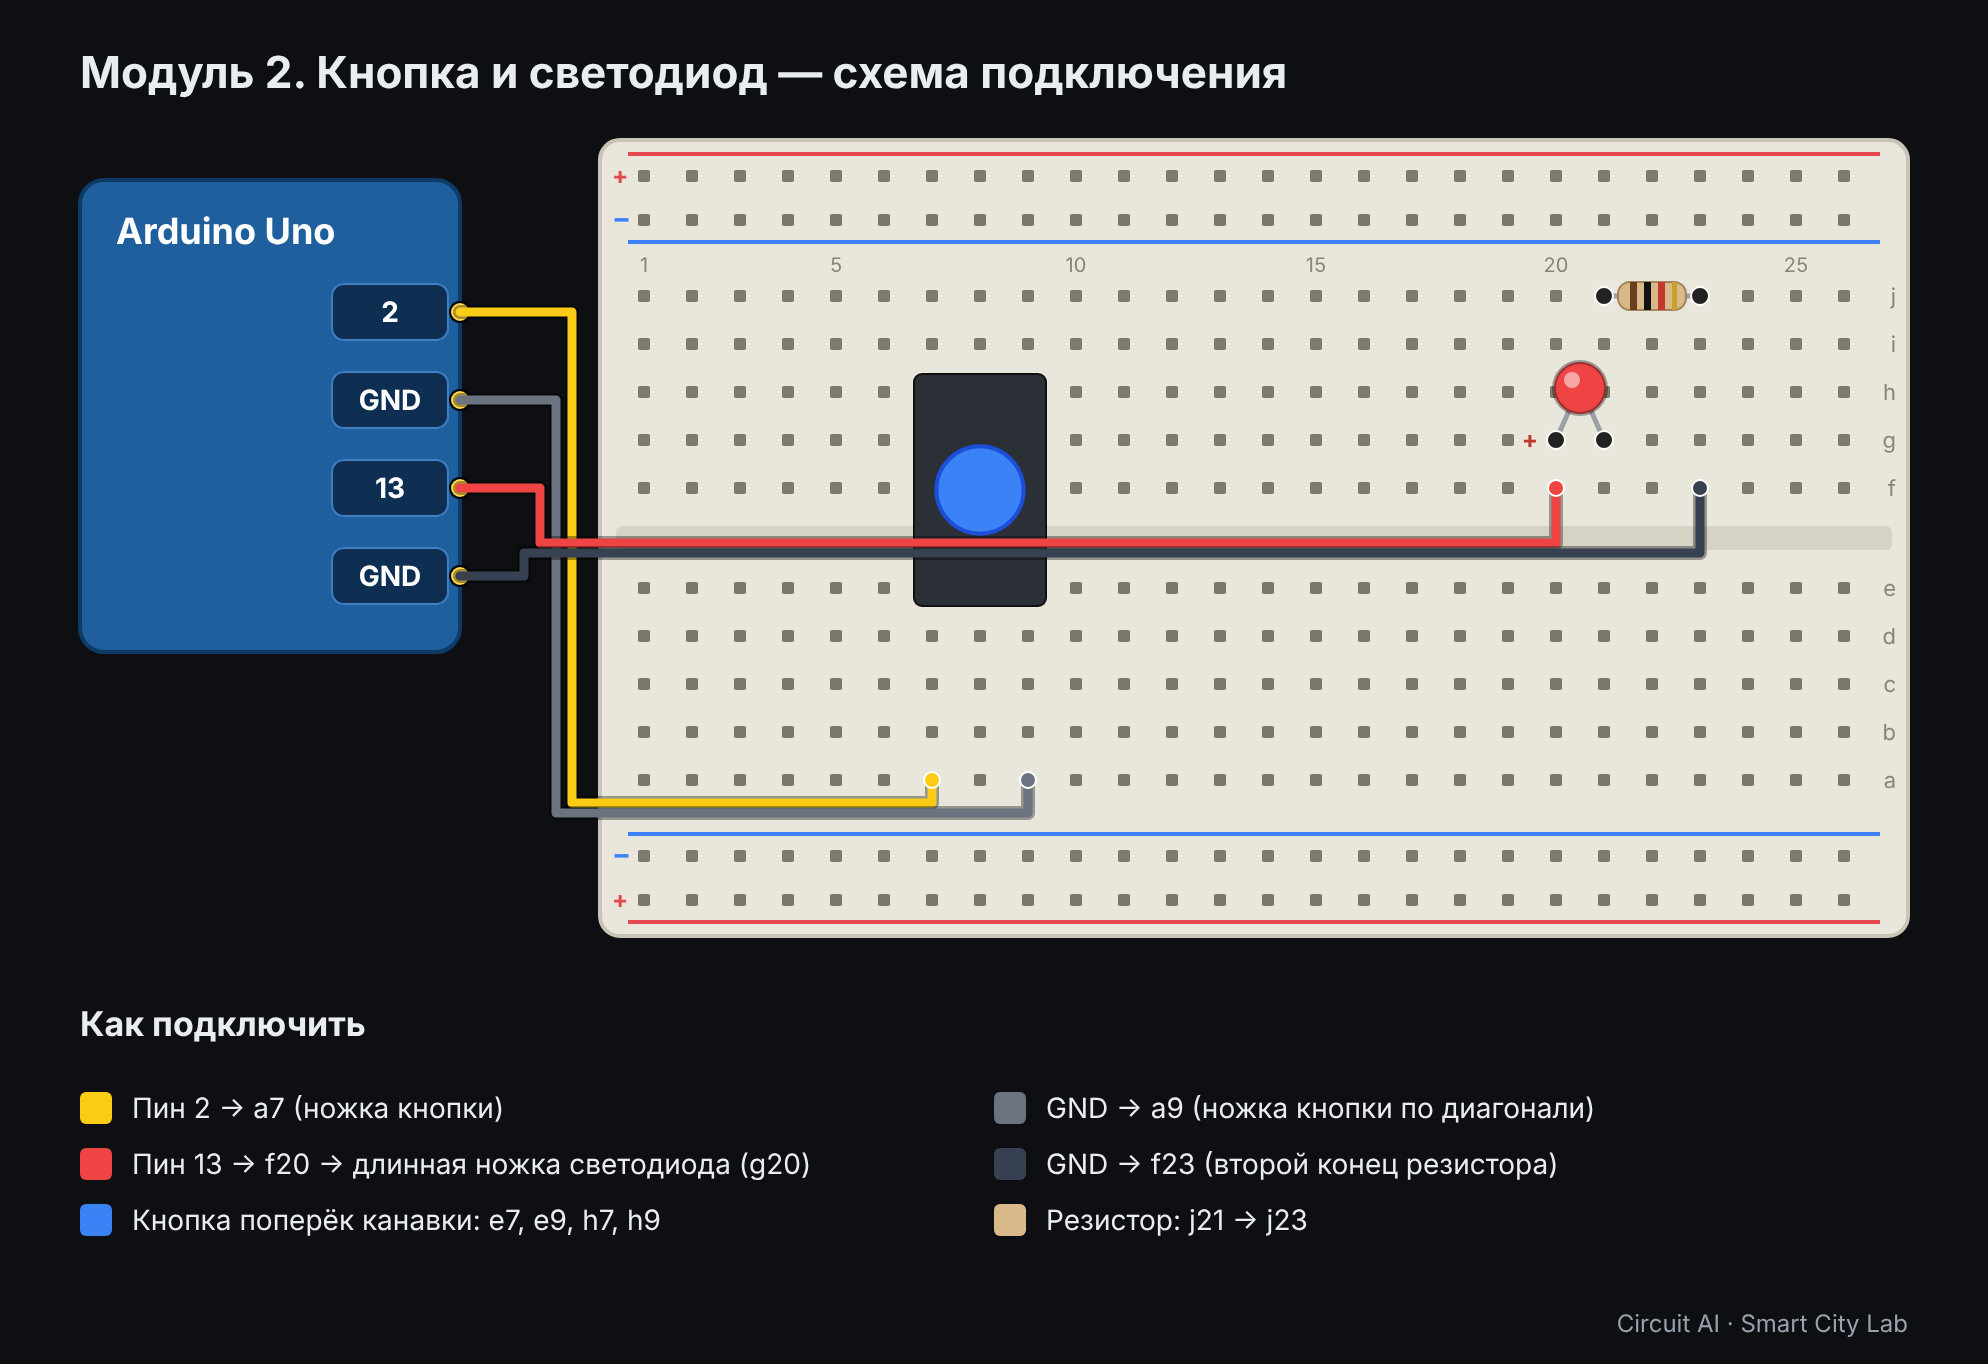 Модуль 2. Кнопка и светодиод — схема подключения
Arduino Uno
2
GND
13
GND
+
−
1 5 10 15 20 25
j
i
h
+ g
f
e
d
c
b
a
−
+
Как подключить
Пин 2 → a7 (ножка кнопки)
GND → a9 (ножка кнопки по диагонали)
Пин 13 → f20 → длинная ножка светодиода (g20)
GND → f23 (второй конец резистора)
Кнопка поперёк канавки: e7, e9, h7, h9
Резистор: j21 → j23
Circuit AI · Smart City Lab